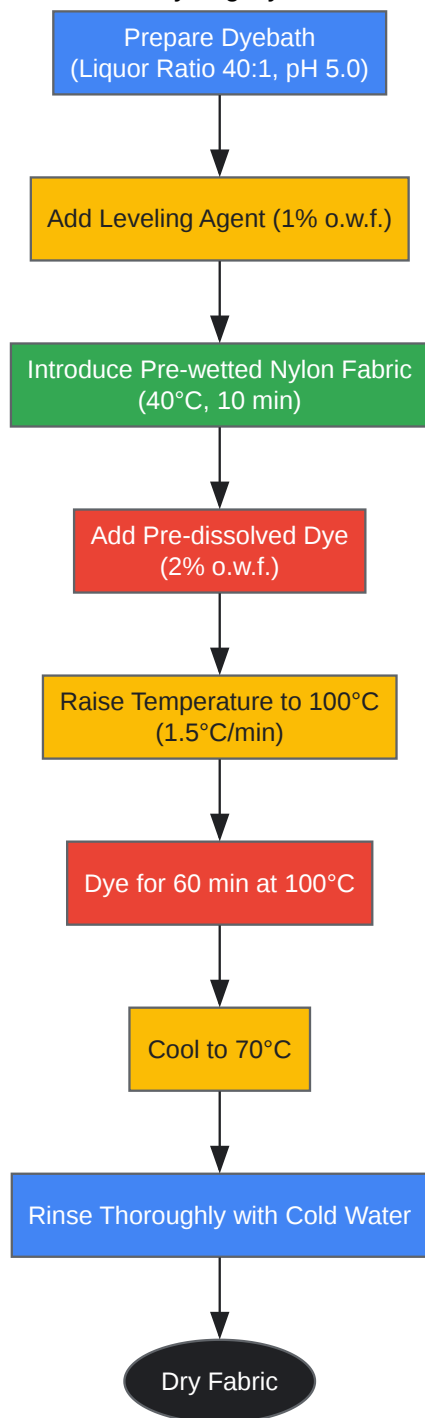 Prepare Dyebath
(Liquor Ratio 40:1, pH 5.0)
Add Leveling Agent (1% o.w.f.)
Introduce Pre-wetted Nylon Fabric
(40°C, 10 min)
Add Pre-dissolved Dye
(2% o.w.f.)
Raise Temperature to 100°C
(1.5°C/min)
Dye for 60 min at 100°C
Cool to 70°C
Rinse Thoroughly with Cold Water
Dry Fabric